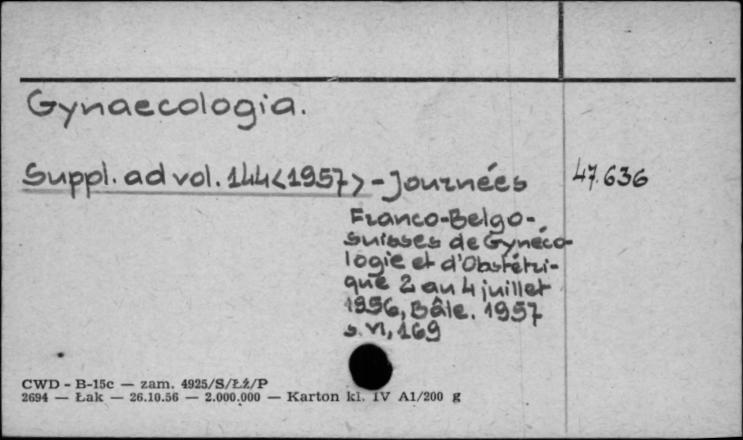 Gynaecologia.
Suppl. ad vol. 144<1957> - Journées 47.636
Franco-Belgo-
Suisses de Gynéco-
logie et d'Obstétri-
que 2 au 4 juillet
1956, Bâle. 1957
s. VI, 169
CWD - B-15c — zam. 4925/S/Łż/P
2694 — Łak — 26.10.56 — 2.000.000 — Karton kl. IV A1/200 g